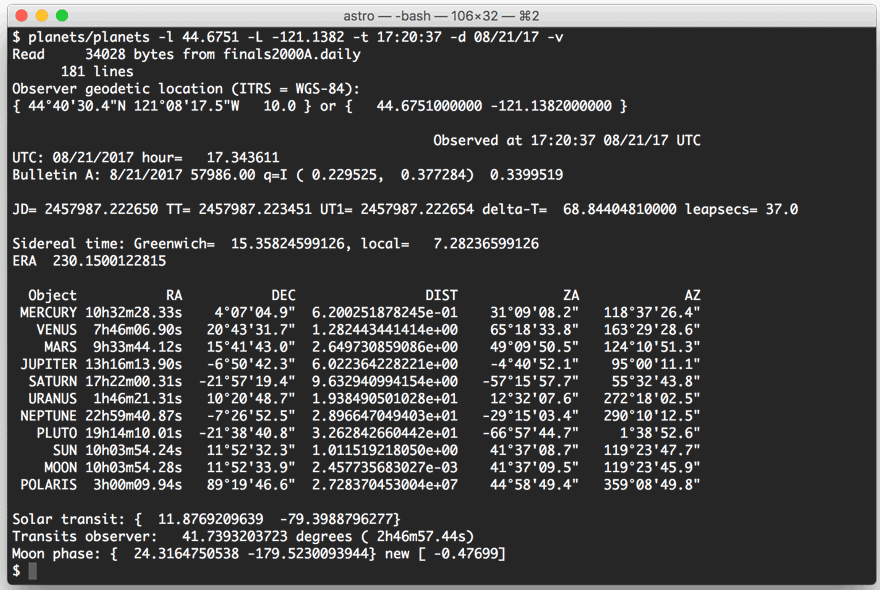 astro — -bash — 106×32 — ⌘2
$ planets/planets -l 44.6751 -L -121.1382 -t 17:20:37 -d 08/21/17 -v
Read     34028 bytes from finals2000A.daily
      181 lines
Observer geodetic location (ITRS = WGS-84):
{ 44°40'30.4"N 121°08'17.5"W   10.0 } or {   44.6751000000 -121.1382000000 }
Observed at 17:20:37 08/21/17 UTC
UTC: 08/21/2017 hour=   17.343611
Bulletin A: 8/21/2017 57986.00 q=I ( 0.229525,  0.377284)  0.3399519
JD= 2457987.222650 TT= 2457987.223451 UT1= 2457987.222654 delta-T=  68.84404810000 leapsecs= 37.0
Sidereal time: Greenwich=  15.35824599126, local=   7.28236599126
ERA  230.1500122815
Object           RA           DEC                DIST             ZA             AZ
MERCURY 10h32m28.33s    4°07'04.9"  6.200251878245e-01    31°09'08.2"   118°37'26.4"
VENUS  7h46m06.90s   20°43'31.7"  1.282443441414e+00    65°18'33.8"   163°29'28.6"
MARS  9h33m44.12s   15°41'43.0"  2.649730859086e+00    49°09'50.5"   124°10'51.3"
JUPITER 13h16m13.90s   -6°50'42.3"  6.022364228221e+00    -4°40'52.1"    95°00'11.1"
SATURN 17h22m00.31s  -21°57'19.4"  9.632940994154e+00   -57°15'57.7"    55°32'43.8"
URANUS  1h46m21.31s   10°20'48.7"  1.938490501028e+01    12°32'07.6"   272°18'02.5"
NEPTUNE 22h59m40.87s   -7°26'52.5"  2.896647049403e+01   -29°15'03.4"   290°10'12.5"
PLUTO 19h14m10.01s  -21°38'40.8"  3.262842660442e+01   -66°57'44.7"     1°38'52.6"
SUN 10h03m54.24s   11°52'32.3"  1.011519218050e+00    41°37'08.7"   119°23'47.7"
MOON 10h03m54.28s   11°52'33.9"  2.457735683027e-03    41°37'09.5"   119°23'45.9"
POLARIS  3h00m09.94s   89°19'46.6"  2.728370453004e+07    44°58'49.4"   359°08'49.8"
Solar transit: {  11.8769209639  -79.3988796277}
Transits observer:   41.7393203723 degrees ( 2h46m57.44s)
Moon phase: {  24.3164750538 -179.5230093944} new [ -0.47699]
$